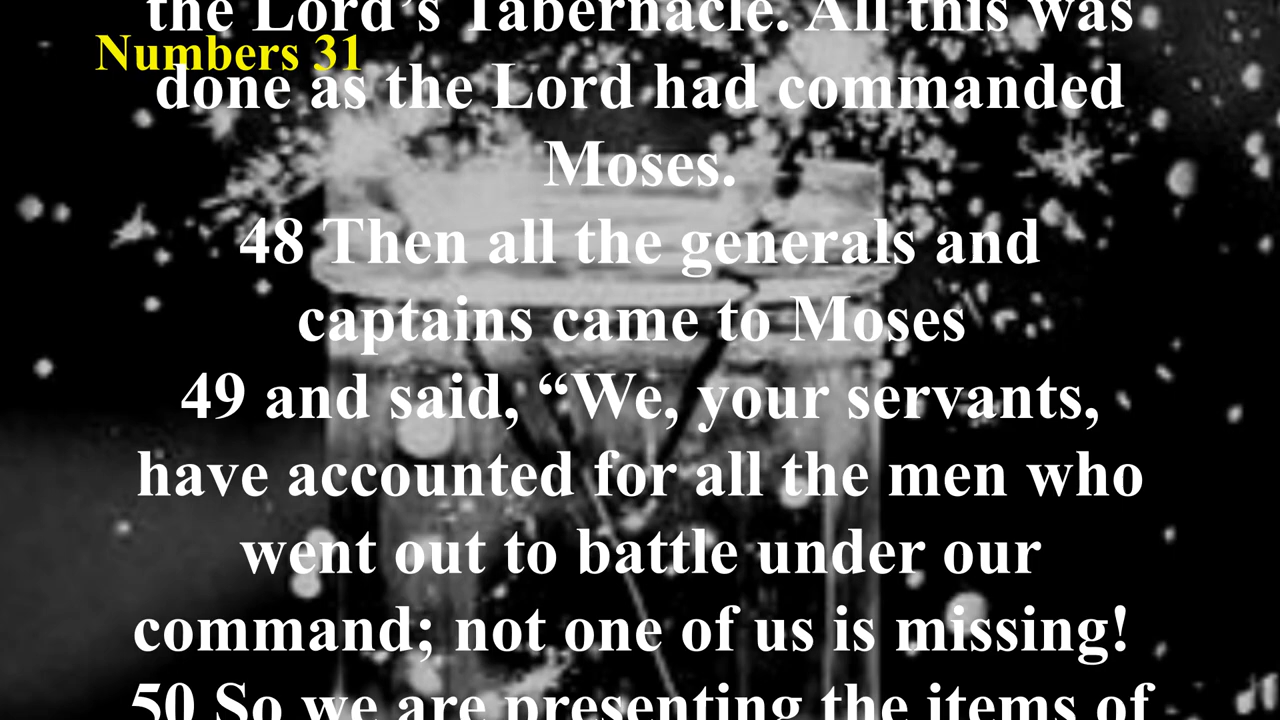 the Lord's Tabernacle. All this was
Numbers 31
done as the Lord had commanded
Moses.
48 Then all the generals and
captains came to Moses
49 and said, “We, your servants,
have accounted for all the men who
went out to battle under our
command; not one of us is missing!
50 So we are presenting the items of